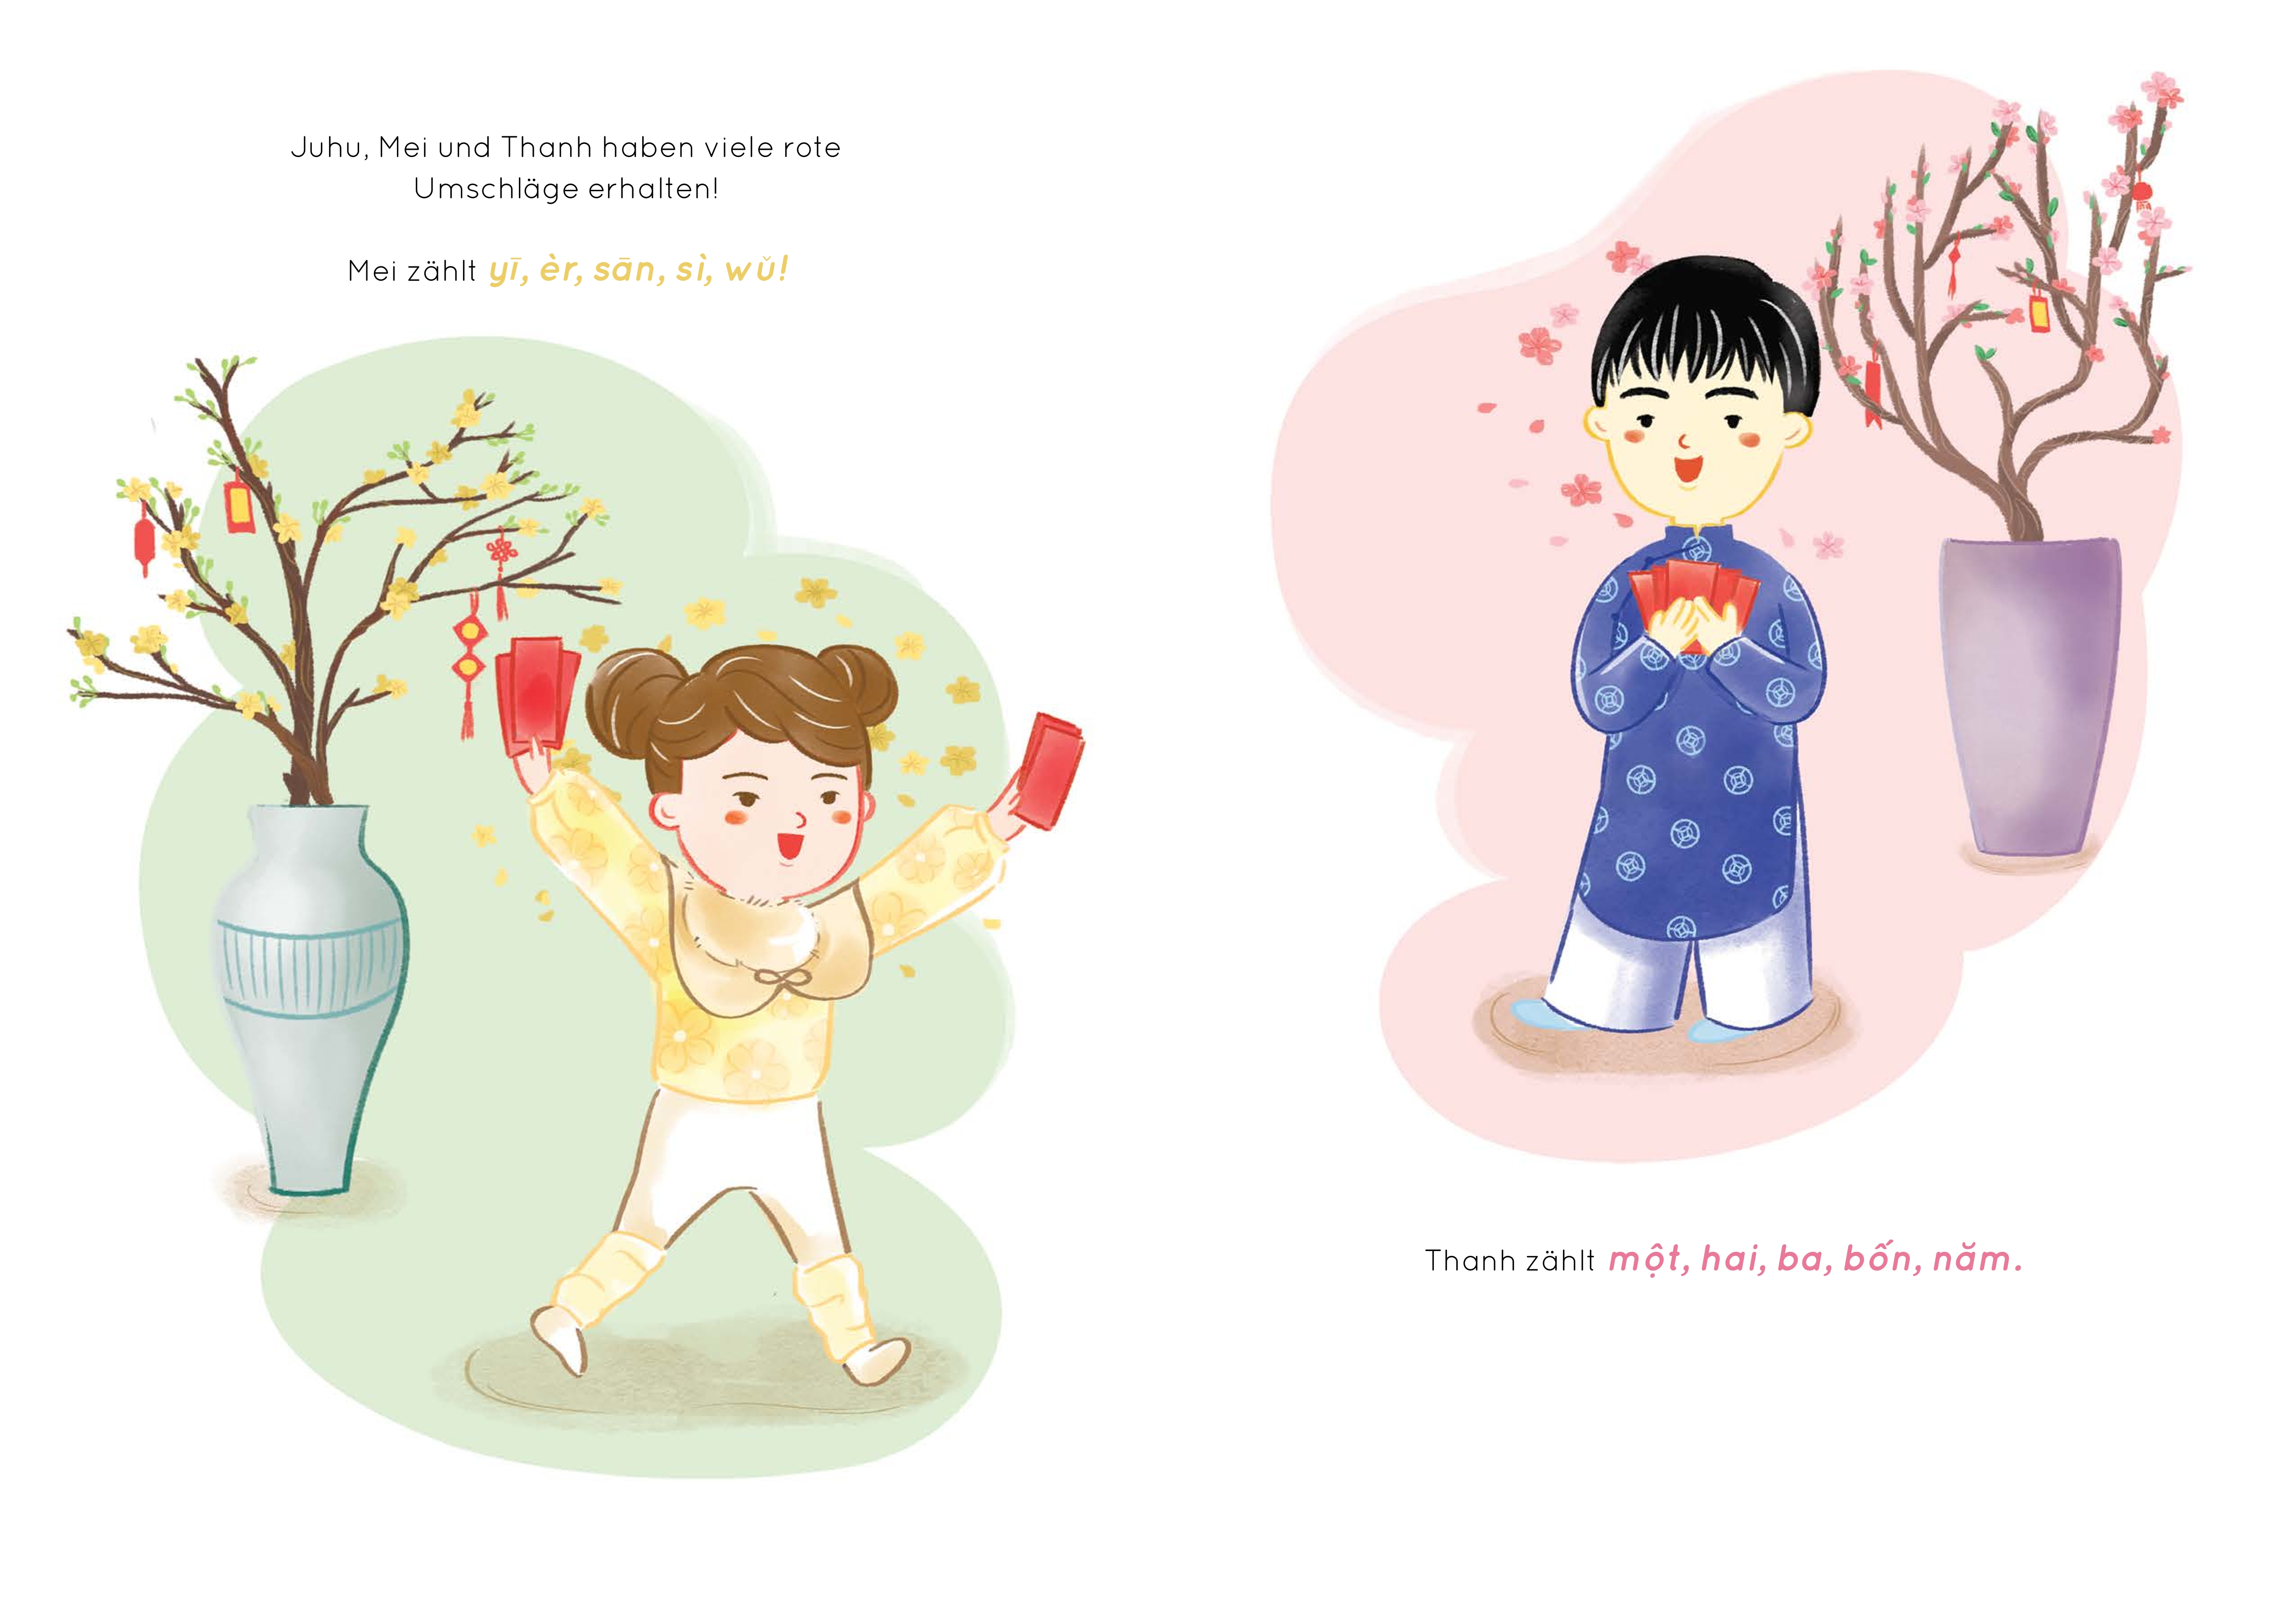 Juhu, Mei und Thanh haben viele rote
Umschläge erhalten!
Mei zählt yī, èr, sān, sì, wǔ!
Thanh zählt một, hai, ba, bốn, năm.